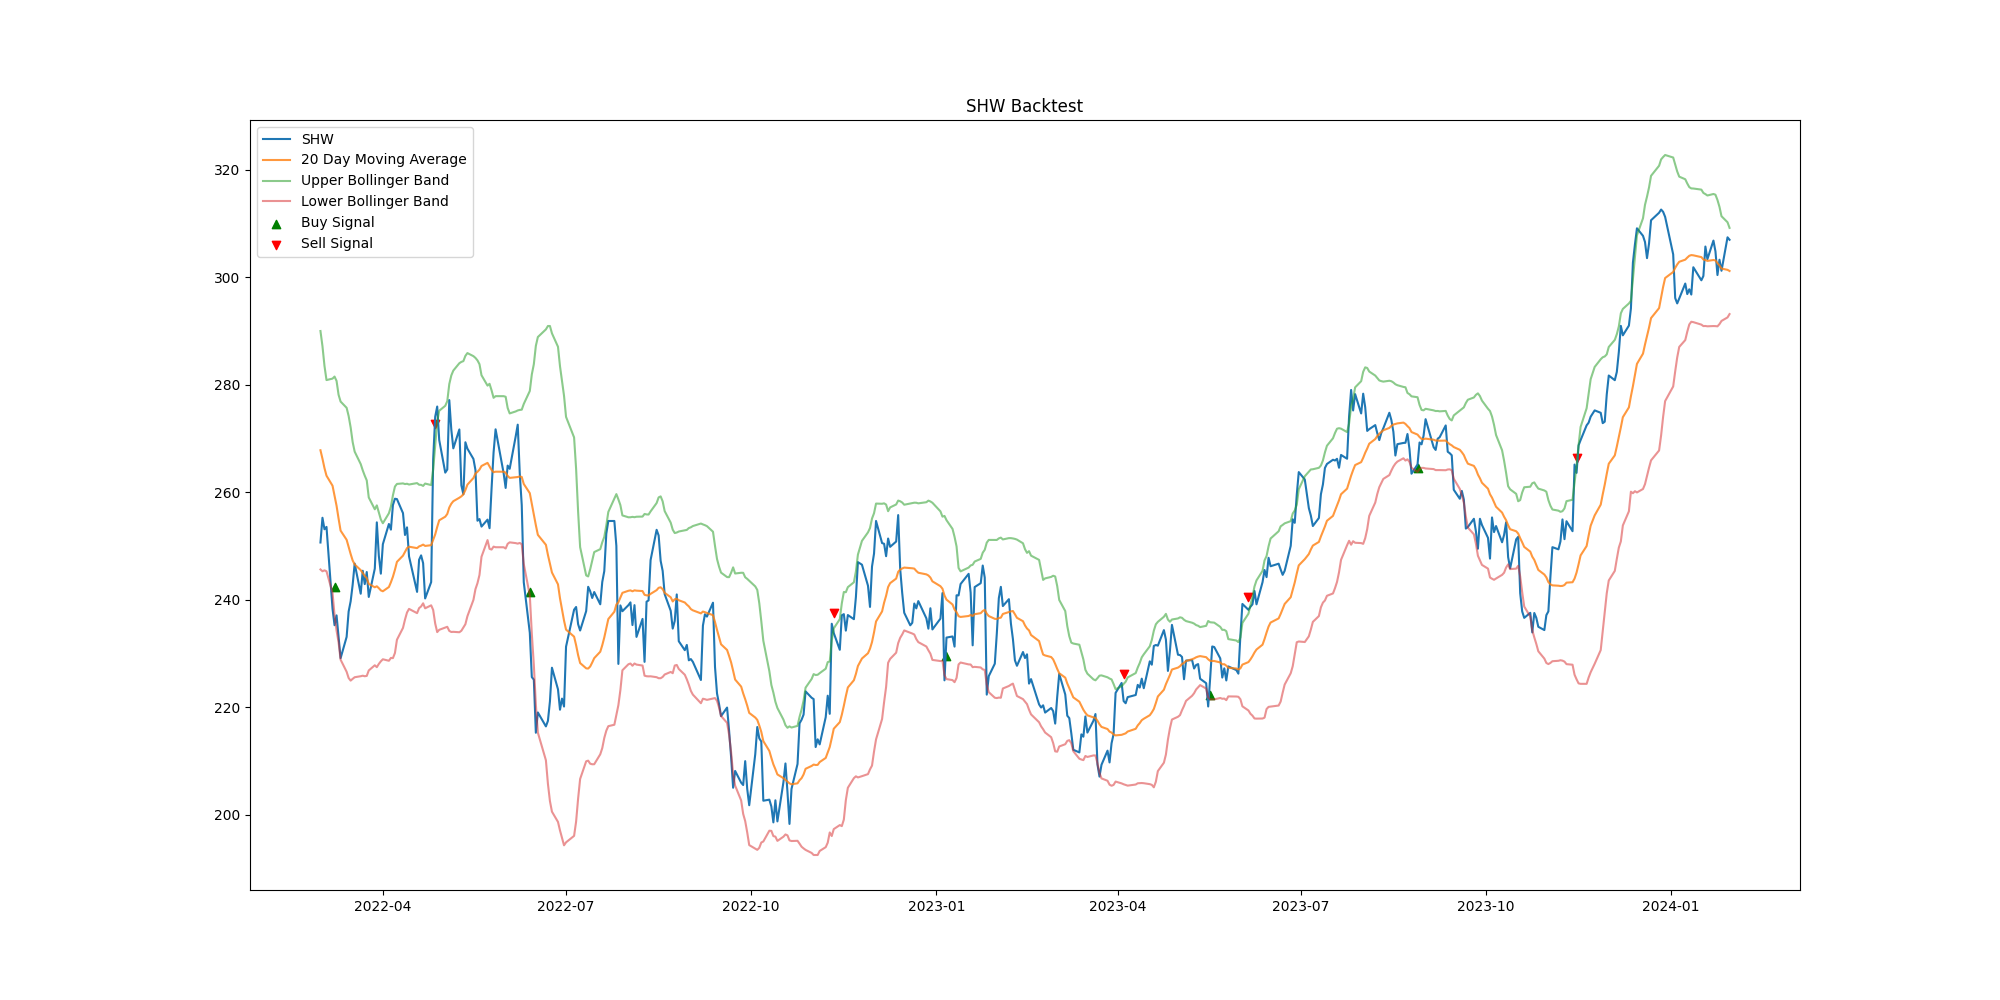 SHW Backtest
SHW
20 Day Moving Average
Upper Bollinger Band
Lower Bollinger Band
Buy Signal
Sell Signal
320
300
280
260
240
220
200
2022-04 2022-07 2022-10 2023-01 2023-04 2023-07 2023-10 2024-01